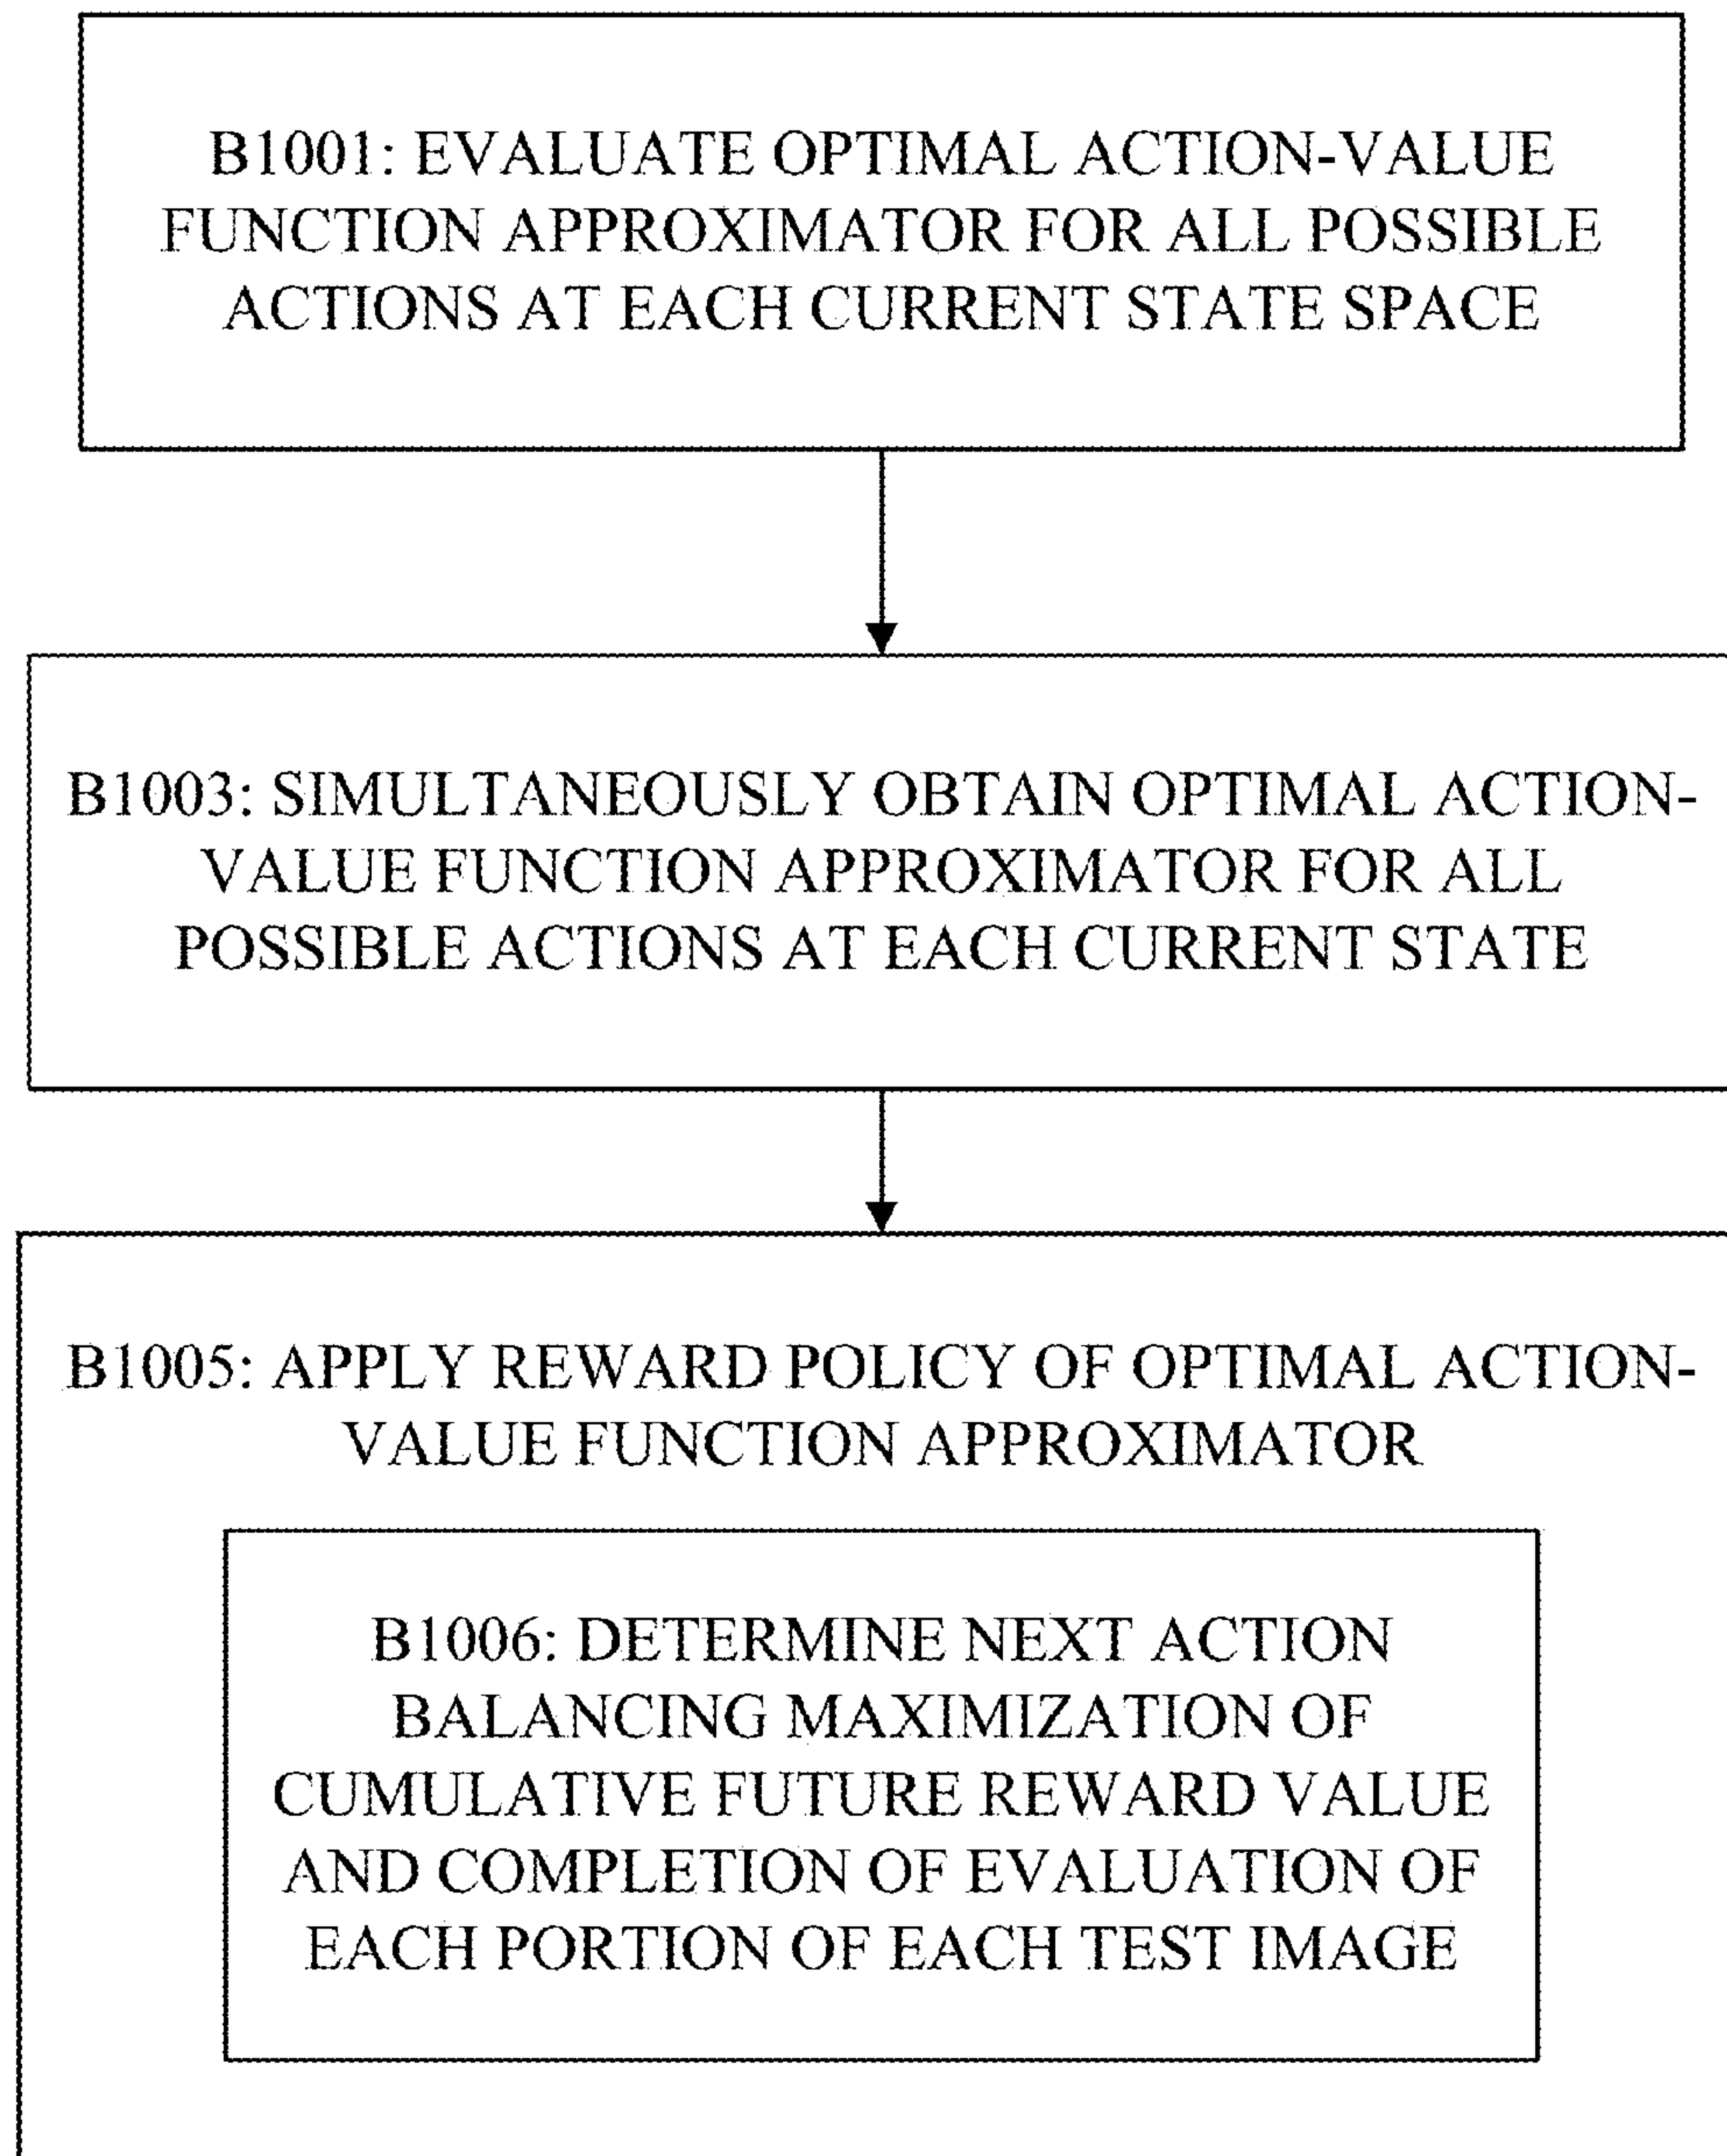 B1001: EVALUATE OPTIMAL ACTION-VALUE
FUNCTION APPROXIMATOR FOR ALL POSSIBLE
ACTIONS AT EACH CURRENT STATE SPACE
B1003: SIMULTANEOUSLY OBTAIN OPTIMAL ACTION-
VALUE FUNCTION APPROXIMATOR FOR ALL
POSSIBLE ACTIONS AT EACH CURRENT STATE
B1005: APPLY REWARD POLICY OF OPTIMAL ACTION-
VALUE FUNCTION APPROXIMATOR
B1006: DETERMINE NEXT ACTION
BALANCING MAXIMIZATION OF
CUMULATIVE FUTURE REWARD VALUE
AND COMPLETION OF EVALUATION OF
EACH PORTION OF EACH TEST IMAGE